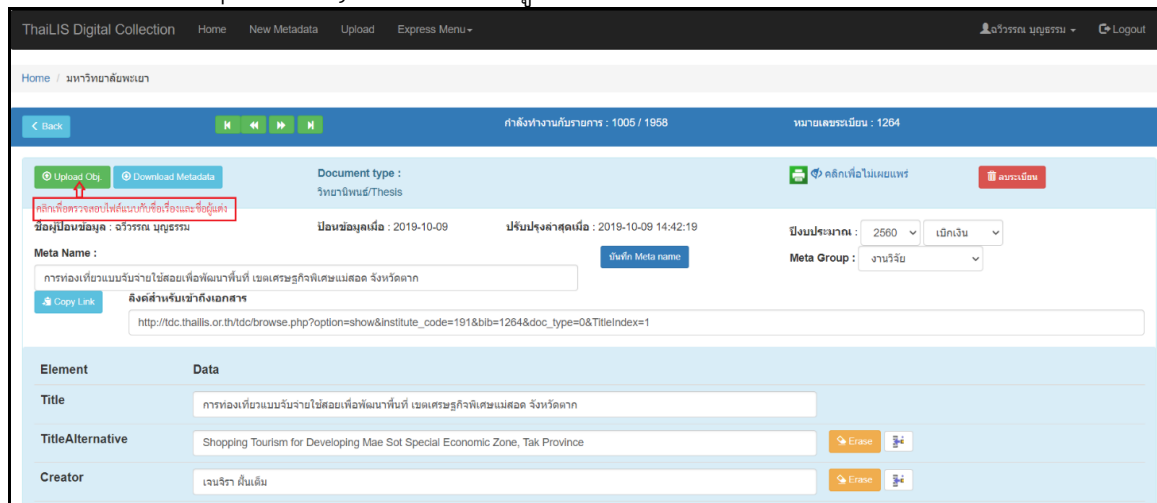 ThaiLIS Digital Collection Home New Metadata Upload Express Menu ฉวีวรรณ บุญธรรม Logout
Home / มหาวิทยาลัยพะเยา
Back กำลังทำงานกับรายการ : 1005 / 1958 หมายเลขระเบียน : 1264
Upload Obj. Download Metadata Document type : คลิกเพื่อไม่เผยแพร่ ลบระเบียน
วิทยานิพนธ์/Thesis
คลิกเพื่อตรวจสอบไฟล์แนบกับชื่อเรื่องและชื่อผู้แต่ง
ชื่อผู้ป้อนข้อมูล : ฉวีวรรณ บุญธรรม ป้อนข้อมูลเมื่อ : 2019-10-09 ปรับปรุงล่าสุดเมื่อ : 2019-10-09 14:42:19 ปีงบประมาณ : 2560 เบิกเงิน
Meta Name : บันทึก Meta name Meta Group : งานวิจัย
การท่องเที่ยวแบบจับจ่ายใช้สอยเพื่อพัฒนาพื้นที่ เขตเศรษฐกิจพิเศษแม่สอด จังหวัดตาก
Copy Link ลิงค์สำหรับเข้าถึงเอกสาร
http://tdc.thailis.or.th/tdc/browse.php?option=show&institute_code=191&bib=1264&doc_type=0&TitleIndex=1
Element Data
Title การท่องเที่ยวแบบจับจ่ายใช้สอยเพื่อพัฒนาพื้นที่ เขตเศรษฐกิจพิเศษแม่สอด จังหวัดตาก
TitleAlternative Shopping Tourism for Developing Mae Sot Special Economic Zone, Tak Province Erase
Creator เจนจิรา ฝั้นเต็ม Erase